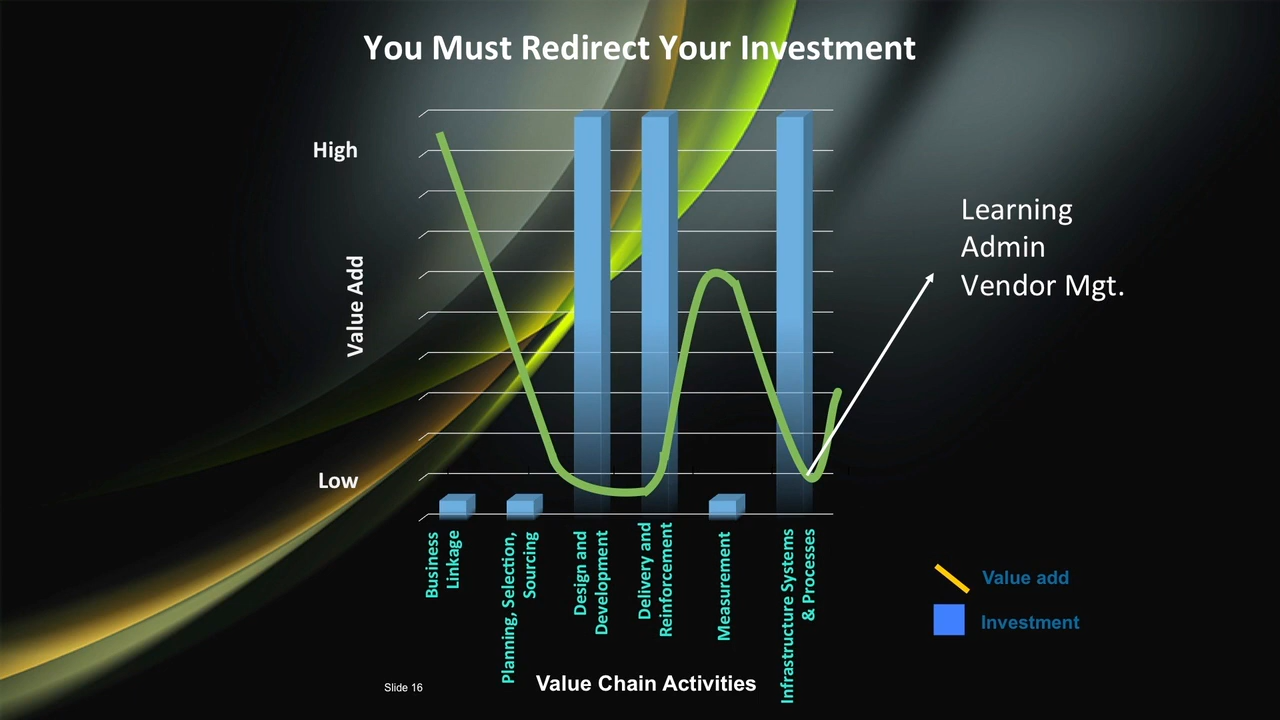 You Must Redirect Your Investment
High
Value Add
Low
Learning
Admin
Vendor Mgt.
Business
Linkage
Planning, Selection,
Sourcing
Design and
Development
Delivery and
Reinforcement
Measurement
Infrastructure Systems
& Processes
Value add
Investment
Slide 16
Value Chain Activities